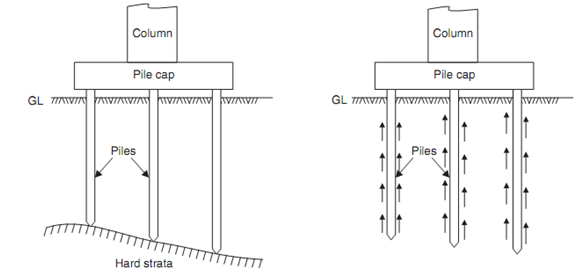 Column
Pile cap
GL
Piles
Hard strata
Column
Pile cap
GL
Piles